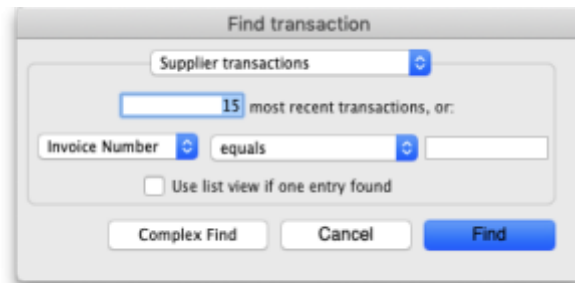 Find transaction
Supplier transactions
15 most recent transactions, or:
Invoice Number equals
Use list view if one entry found
Complex Find Cancel Find